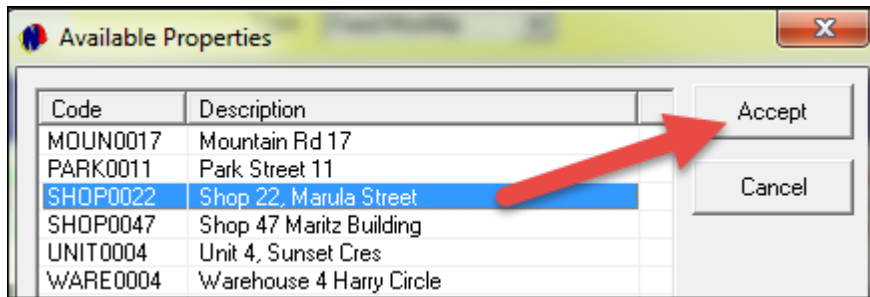 Available Properties
Code Description
Accept
MOUN0017 Mountain Rd 17
PARK0011 Park Street 11
SHOP0022 Shop 22, Marula Street
Cancel
SHOP0047 Shop 47 Maritz Building
UNIT0004 Unit 4, Sunset Cres
WARE0004 Warehouse 4 Harry Circle